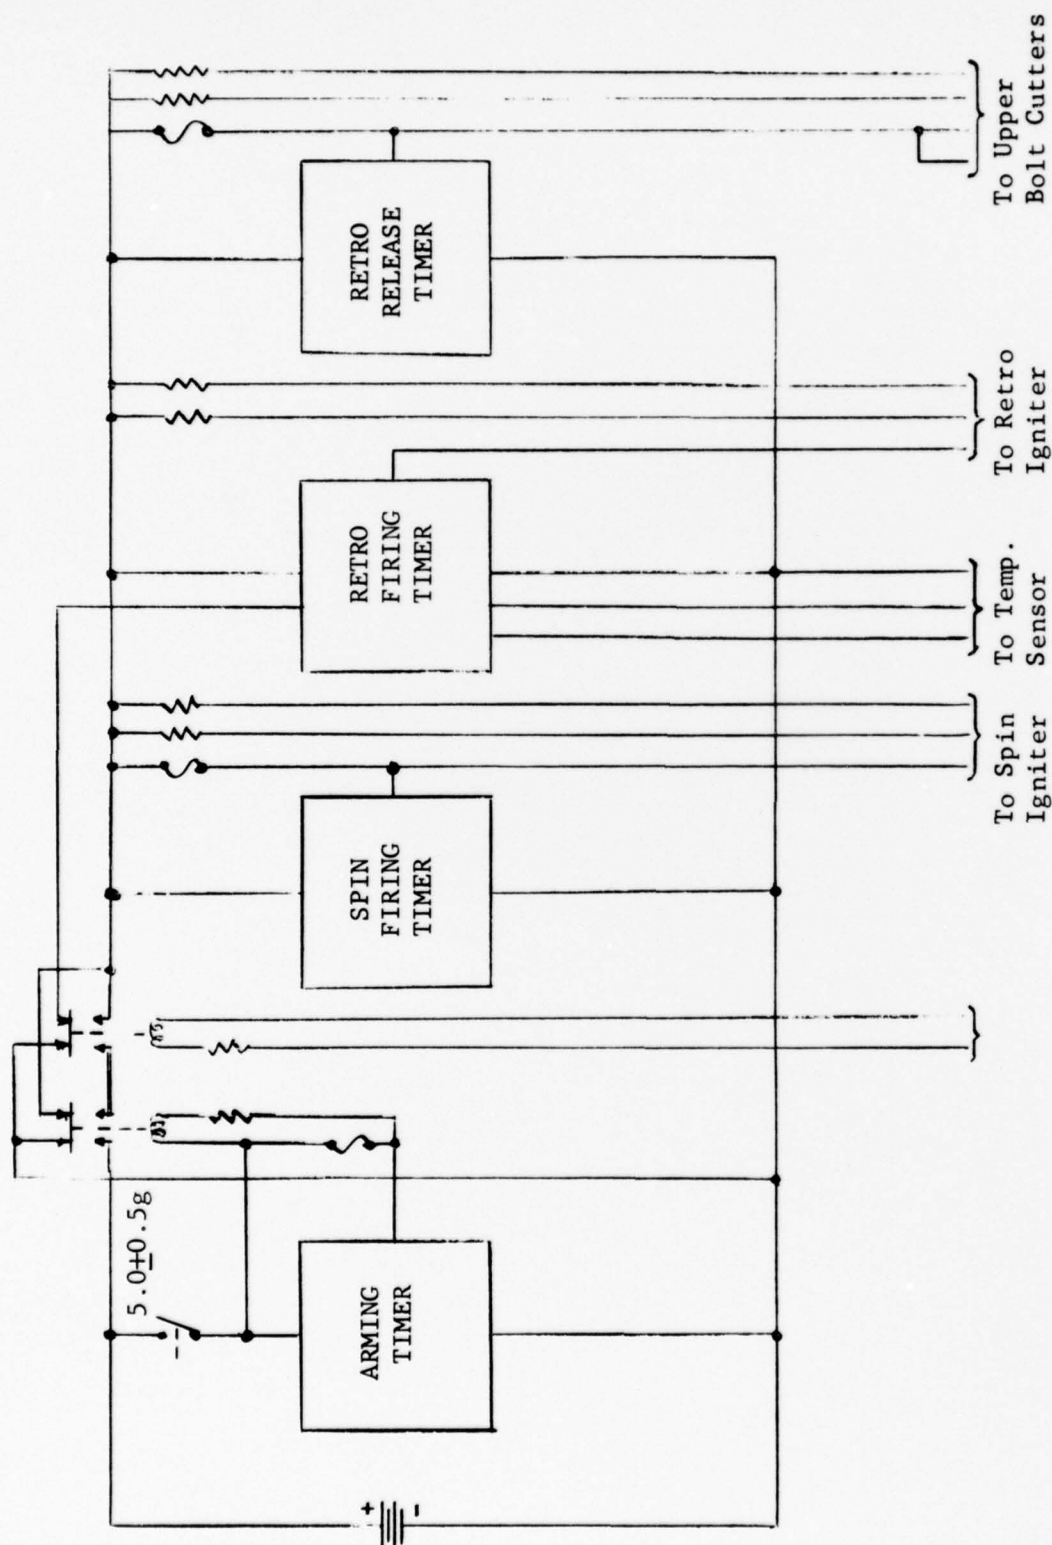 5.0±0.5g
+
-
ARMING
TIMER
SPIN
FIRING
TIMER
RETRO
FIRING
TIMER
RETRO
RELEASE
TIMER
To Spin
Igniter
To Temp.
Sensor
To Retro
Igniter
To Upper
Bolt Cutters